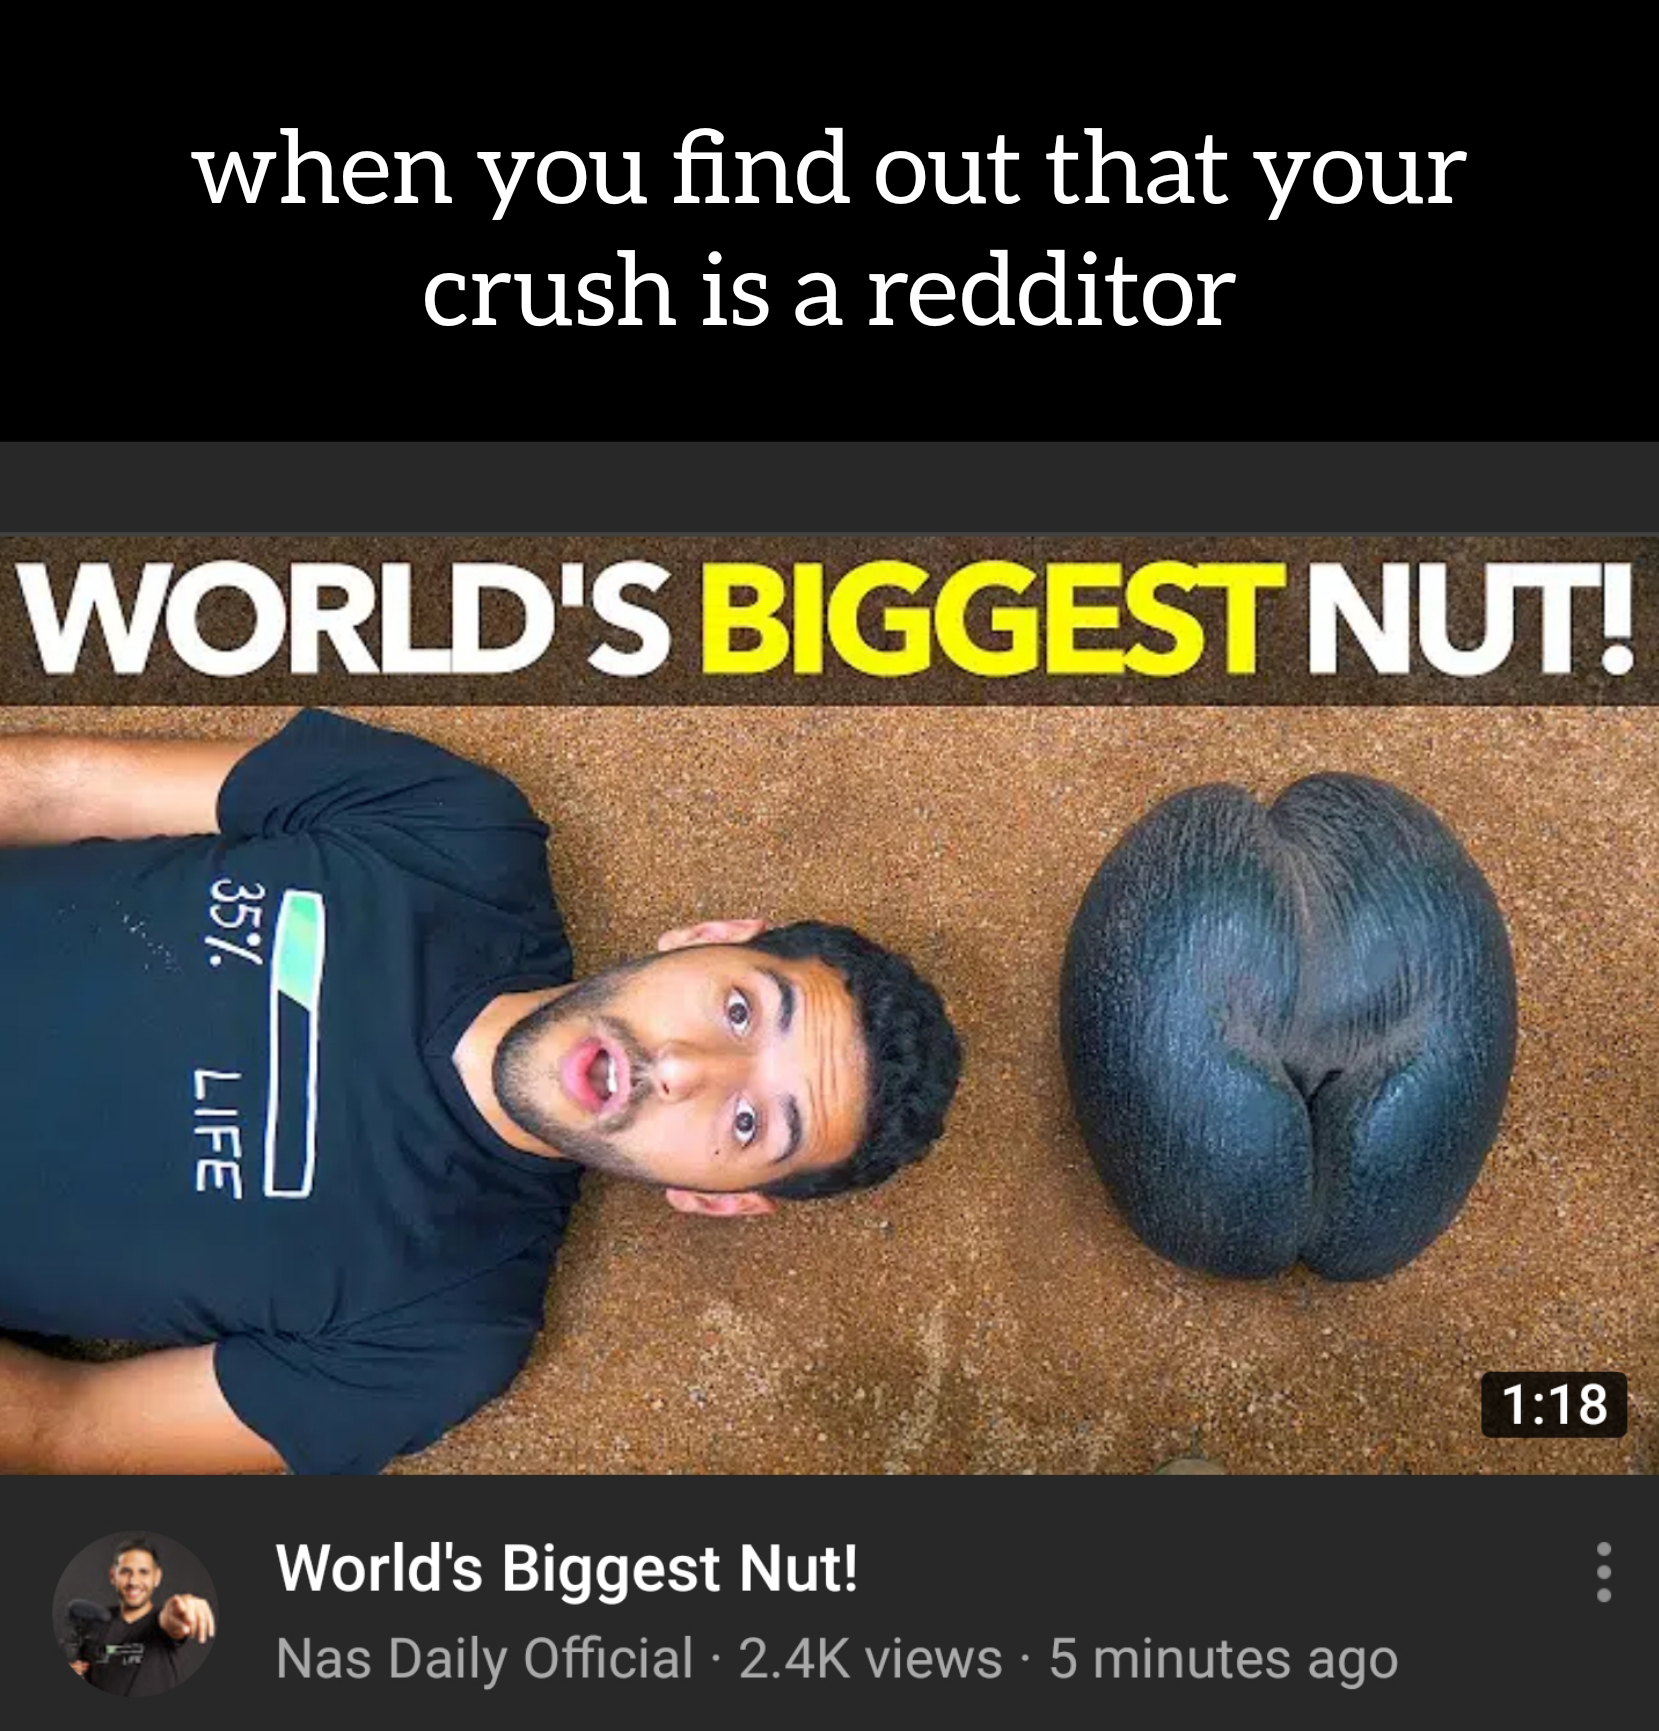 when you find out that your
crush is a redditor
WORLD'S BIGGEST NUT!
35%
LIFE
1:18
World's Biggest Nut!
Nas Daily Official · 2.4K views · 5 minutes ago